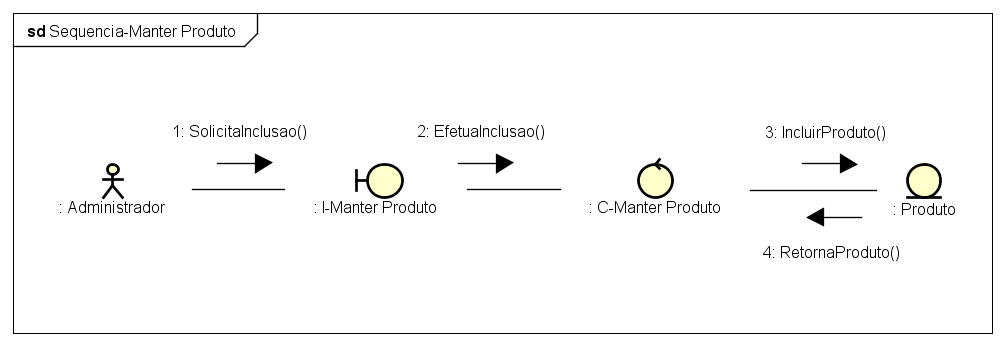 sd Sequencia-Manter Produto
1: SolicitaInclusao()
2: EfetuaInclusao()
3: IncluirProduto()
: Administrador
: I-Manter Produto
: C-Manter Produto
: Produto
4: RetornaProduto()